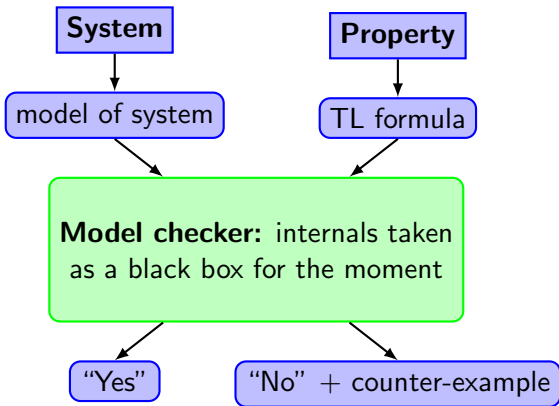 System
Property
model of system
TL formula
Model checker: internals taken
as a black box for the moment
“Yes”
“No” + counter-example